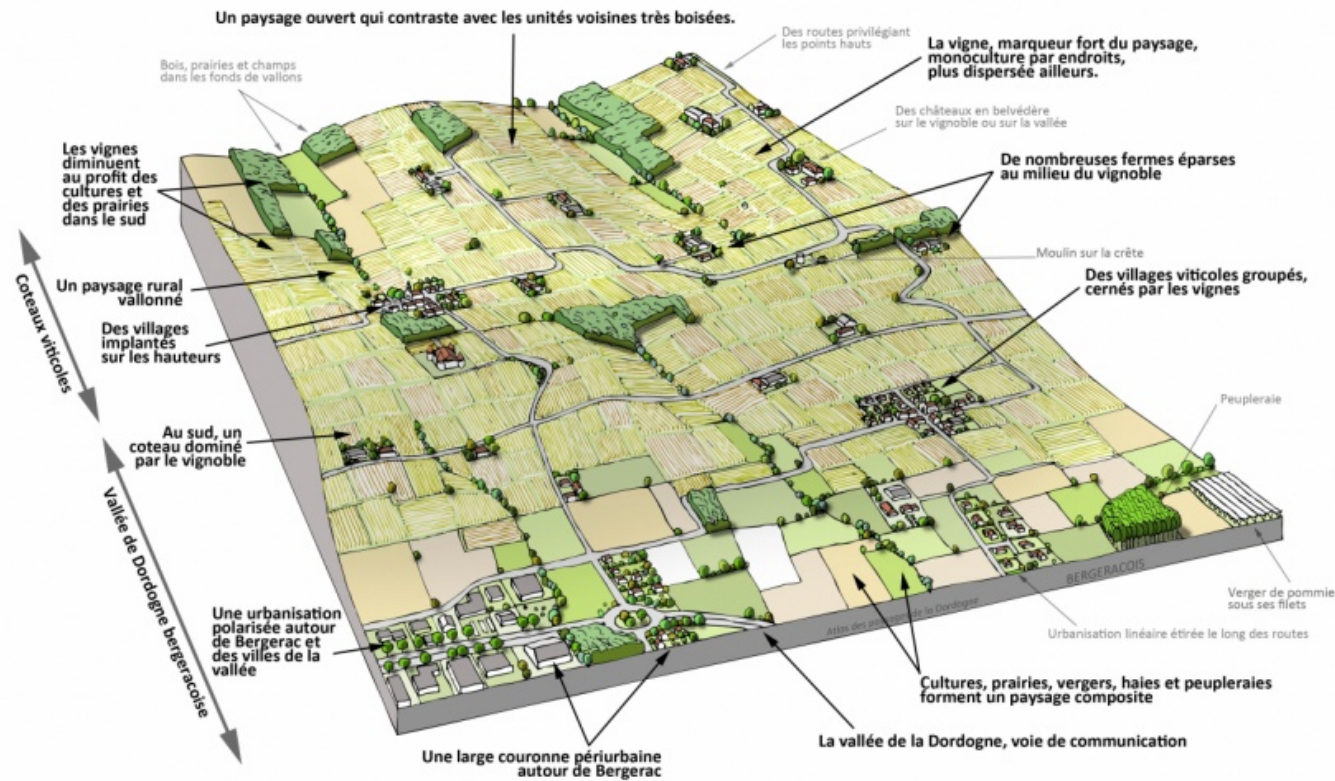 Un paysage ouvert qui contraste avec les unités voisines très boisées.
Des routes privilégiant
les points hauts
La vigne, marqueur fort du paysage,
monoculture par endroits,
plus dispersée ailleurs.
Bois, prairies et champs
dans les fonds de vallons
Des châteaux en belvédère
sur le vignoble ou sur la vallée
Les vignes
diminuent
au profit des
cultures et
des prairies
dans le sud
De nombreuses fermes éparses
au milieu du vignoble
Moulin sur la crête
Un paysage rural
vallonné
Des villages viticoles groupés,
cernés par les vignes
Coteaux viticoles
Des villages
implantés
sur les hauteurs
Peupleraie
Au sud, un
coteau dominé
par le vignoble
Vallée de Dordogne bergeracoise
BERGERACOIS
Atlas des paysages de la Dordogne
Verger de pommie
sous ses filets
Urbanisation linéaire étirée le long des routes
Une urbanisation
polarisée autour
de Bergerac et
des villes de la
vallée
Cultures, prairies, vergers, haies et peupleraies
forment un paysage composite
La vallée de la Dordogne, voie de communication
Une large couronne périurbaine
autour de Bergerac